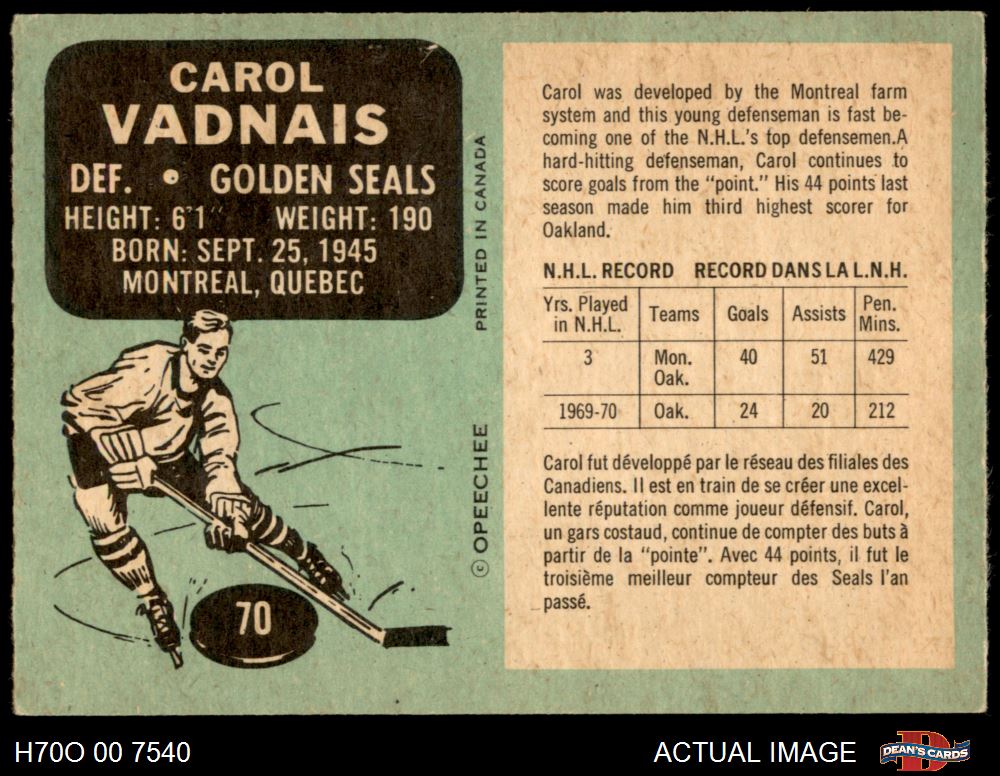 CAROL
VADNAIS
DEF. • GOLDEN SEALS
HEIGHT: 6'1" WEIGHT: 190
BORN: SEPT. 25, 1945
MONTREAL, QUEBEC
70
© OPEECHEE PRINTED IN CANADA
Carol was developed by the Montreal farm
system and this young defenseman is fast be-
coming one of the N.H.L.'s top defensemen.A
hard-hitting defenseman, Carol continues to
score goals from the "point." His 44 points last
season made him third highest scorer for
Oakland.
N.H.L. RECORD RECORD DANS LA L.N.H.
Yrs. Played in N.H.L. Teams Goals Assists Pen. Mins.
3 Mon. Oak. 40 51 429
1969-70 Oak. 24 20 212
Carol fut développé par le réseau des filiales des
Canadiens. Il est en train de se créer une excel-
lente réputation comme joueur défensif. Carol,
un gars costaud, continue de compter des buts à
partir de la "pointe". Avec 44 points, il fut le
troisième meilleur compteur des Seals l'an
passé.
H70O 00 7540
ACTUAL IMAGE
D
DEAN'S CARDS